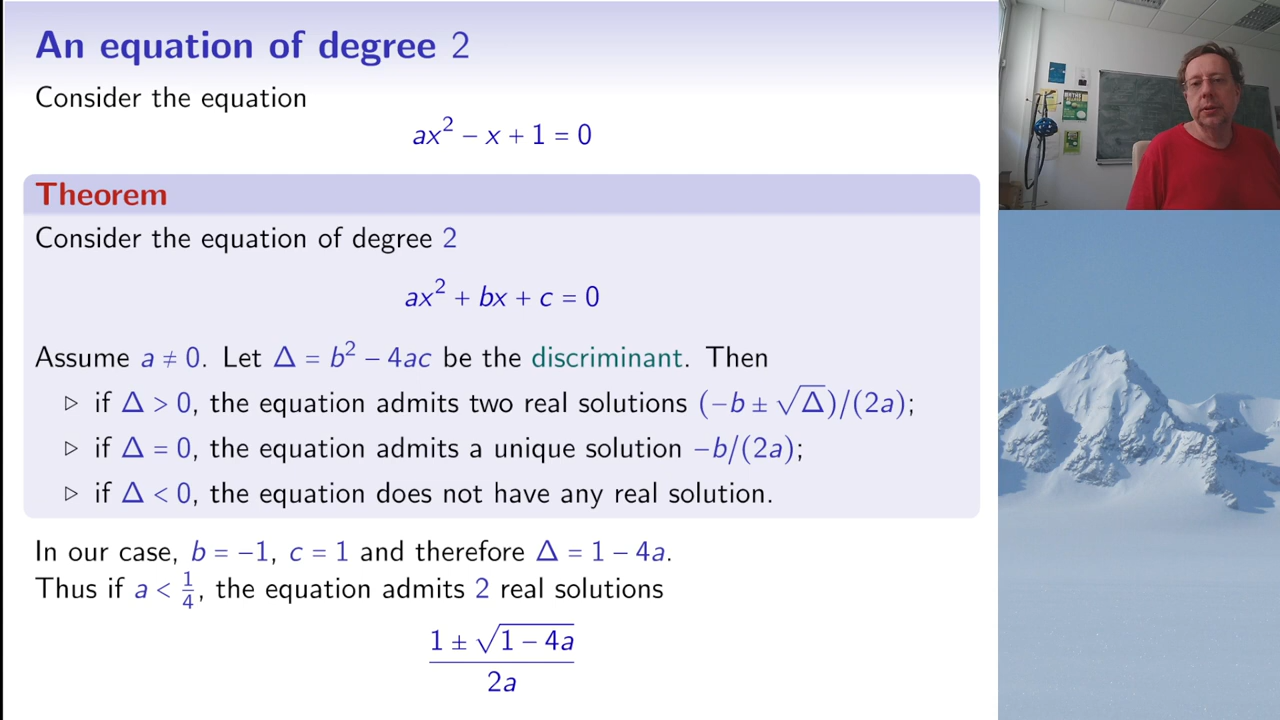 An equation of degree 2
Consider the equation
ax² − x + 1 = 0
Theorem
Consider the equation of degree 2
ax² + bx + c = 0
Assume a ≠ 0. Let Δ = b² − 4ac be the discriminant. Then
▷ if Δ > 0, the equation admits two real solutions (−b ± √Δ)/(2a);
▷ if Δ = 0, the equation admits a unique solution −b/(2a);
▷ if Δ < 0, the equation does not have any real solution.
In our case, b = −1, c = 1 and therefore Δ = 1 − 4a.
Thus if a < 1/4, the equation admits 2 real solutions
1 ± √1 − 4a
2a